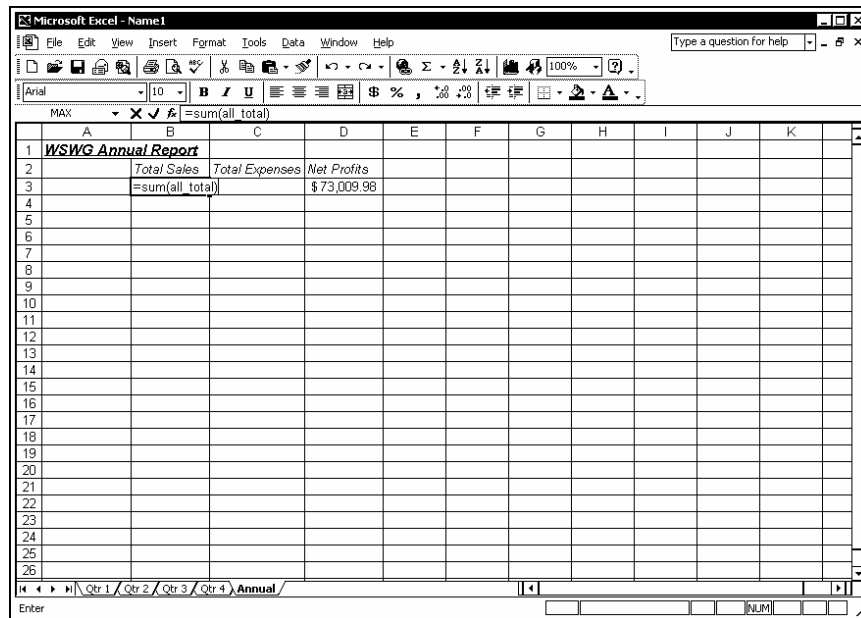 Microsoft Excel - Name1
File Edit View Insert Format Tools Data Window Help Type a question for help
100%
Arial 10 B I U $ % ,
MAX =sum(all_total)
A B C D E F G H I J K
1 WSWG Annual Report
2 Total Sales Total Expenses Net Profits
3 =sum(all_total) $73,009.98
4
5
6
7
8
9
10
11
12
13
14
15
16
17
18
19
20
21
22
23
24
25
26
Qtr 1 Qtr 2 Qtr 3 Qtr 4 Annual
Enter NUM